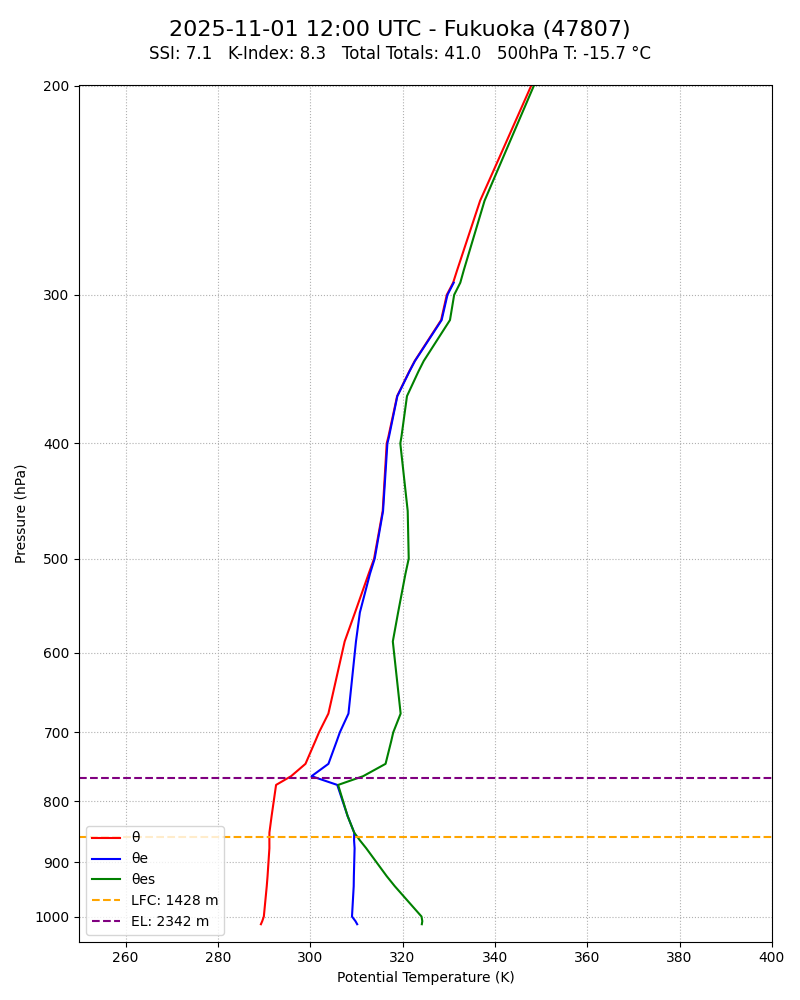 2025-11-01 12:00 UTC - Fukuoka (47807)
SSI: 7.1   K-Index: 8.3   Total Totals: 41.0   500hPa T: -15.7 °C
200
300
400
500
600
700
800
900
1000
Pressure (hPa)
θ
θe
θes
LFC: 1428 m
EL: 2342 m
260 280 300 320 340 360 380 400
Potential Temperature (K)